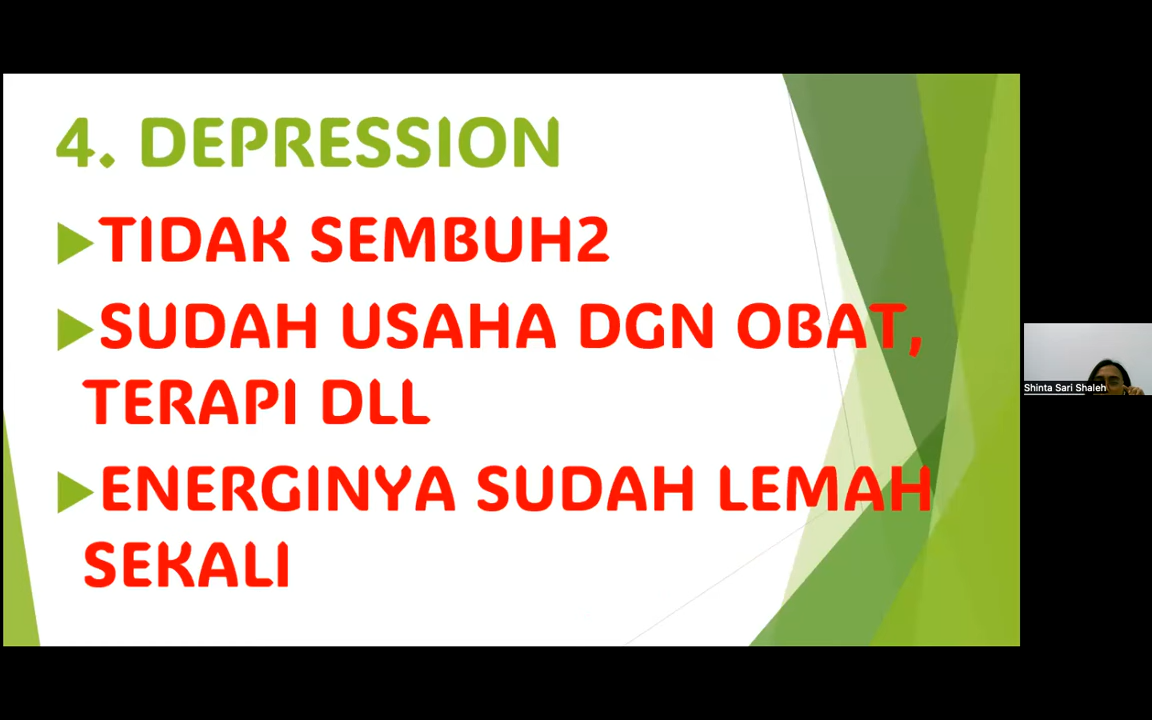 4. DEPRESSION
TIDAK SEMBUH2
SUDAH USAHA DGN OBAT,
TERAPI DLL
ENERGINYA SUDAH LEMAH
SEKALI
Shinta Sari Shaleh